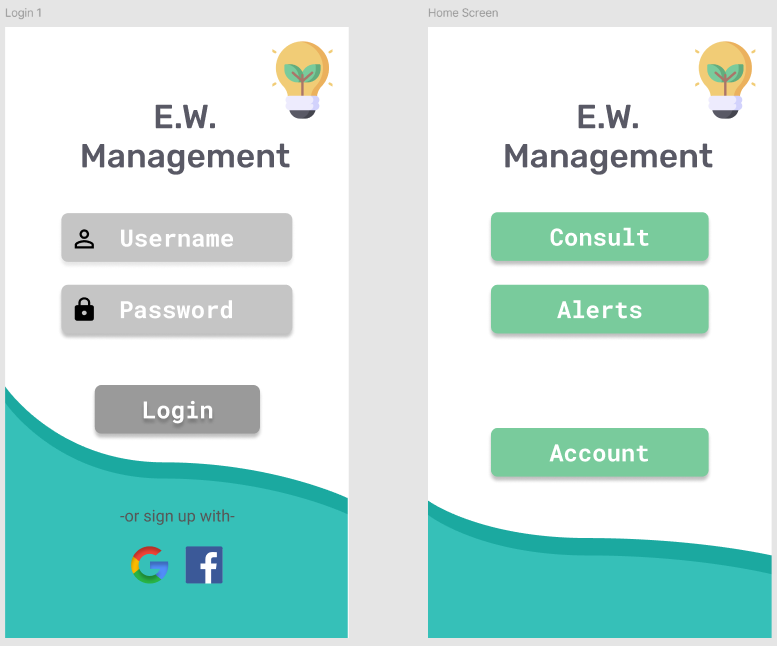 Login 1
E.W.
Management
Username
Password
Login
-or sign up with-
Home Screen
E.W.
Management
Consult
Alerts
Account